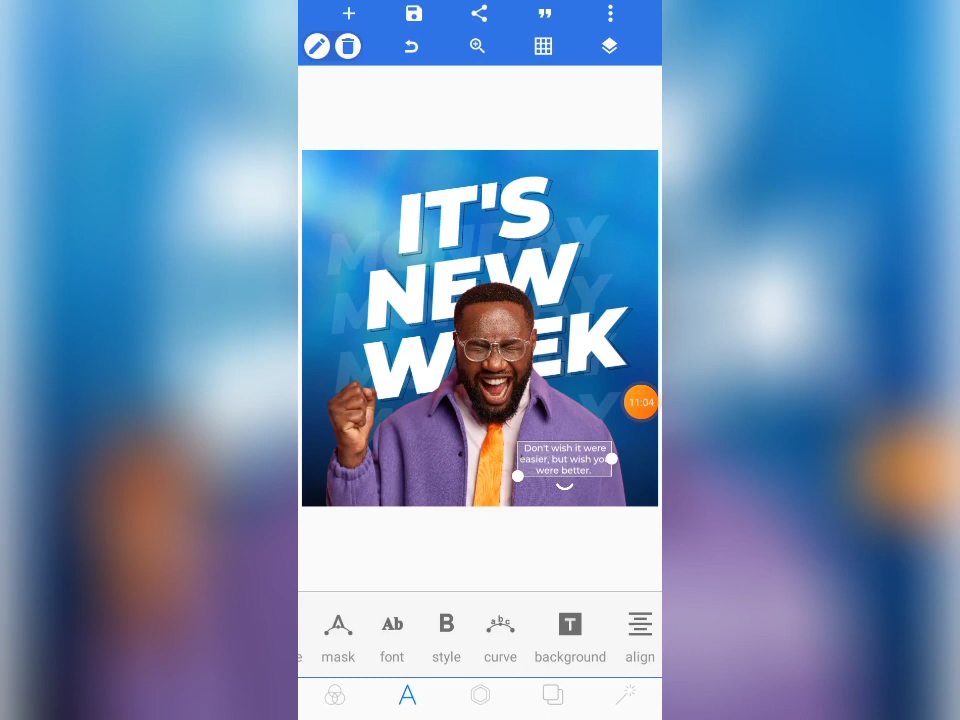 IT'S
MONDAY
NEW
WEEK
11:04
Don't wish it were
easier, but wish yo
were better.
mask
font
style
curve
background
align